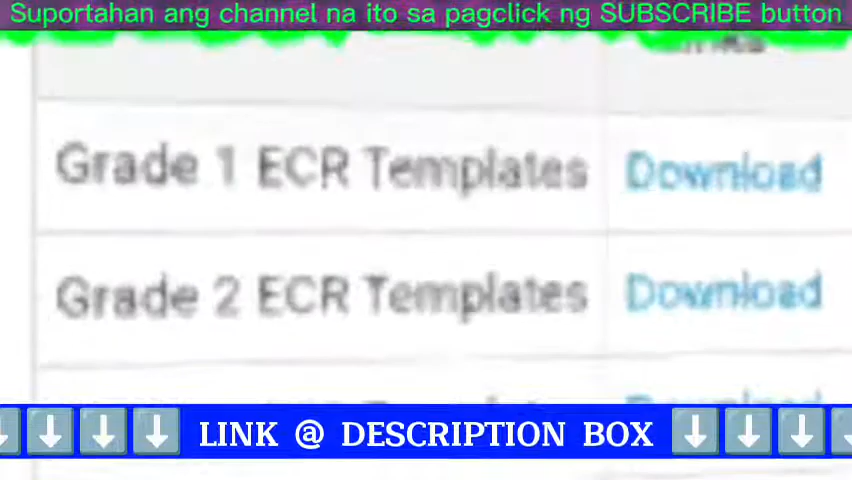 Suportahan ang channel na ito sa pagclick ng SUBSCRIBE button
Grade 1 ECR Templates Download
Grade 2 ECR Templates Download
LINK @ DESCRIPTION BOX